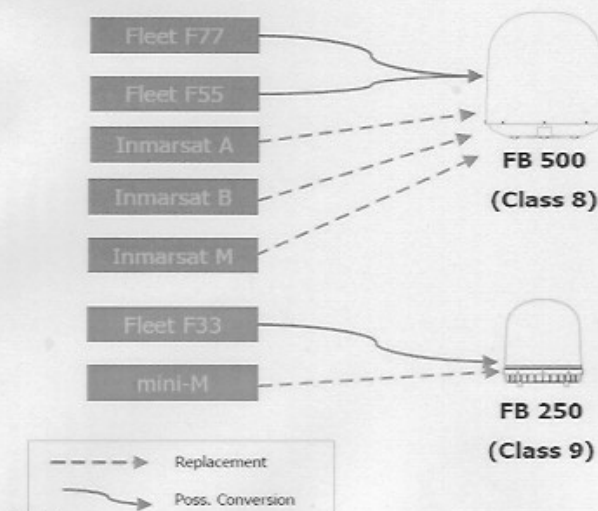 Fleet F77
Fleet F55
Inmarsat A
Inmarsat B
Inmarsat M
FB 500
(Class 8)
Fleet F33
mini-M
FB 250
(Class 9)
Replacement
Poss. Conversion